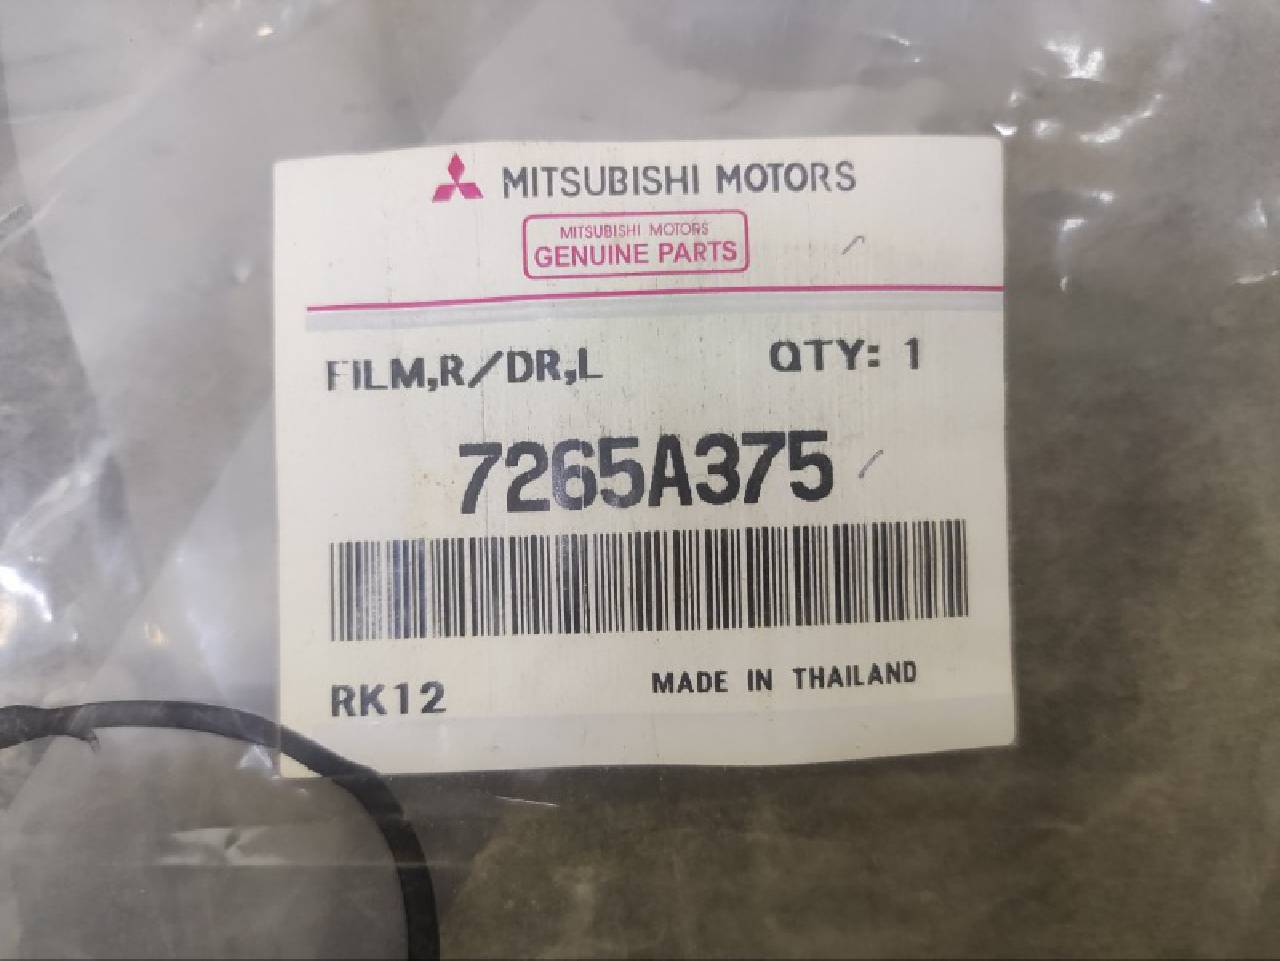 MITSUBISHI MOTORS
MITSUBISHI MOTORS
GENUINE PARTS
FILM,R/DR,L QTY: 1
7265A375
RK12 MADE IN THAILAND